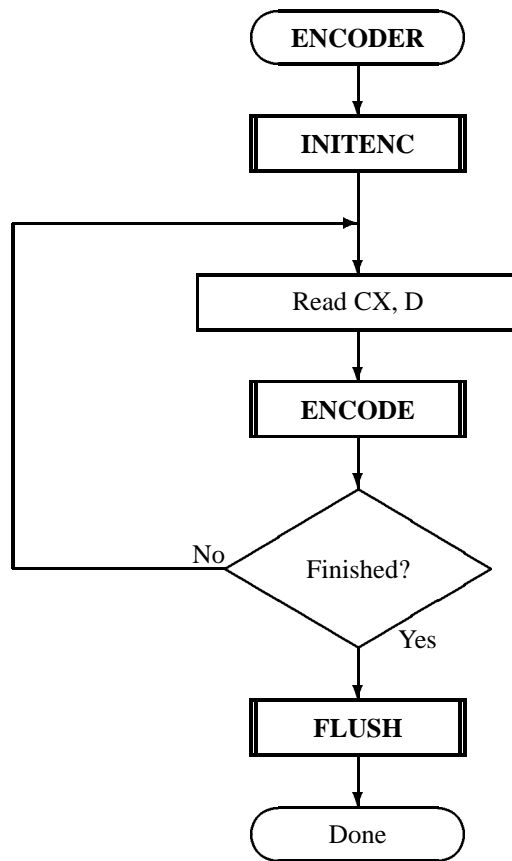 ENCODER
INITENC
Read CX, D
ENCODE
No
Finished?
Yes
FLUSH
Done